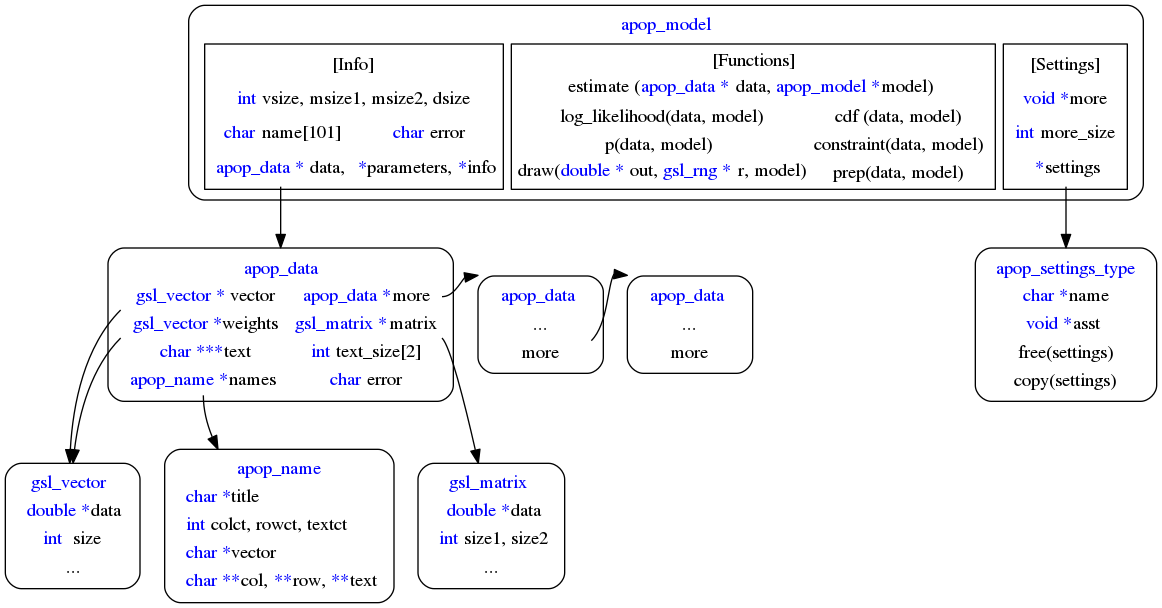 apop_model
[Info]
int vsize, msize1, msize2, dsize
char name[101] char error
apop_data * data, *parameters, *info
[Functions]
estimate (apop_data * data, apop_model *model)
log_likelihood(data, model) cdf (data, model)
p(data, model) constraint(data, model)
draw(double * out, gsl_rng * r, model) prep(data, model)
[Settings]
void *more
int more_size
*settings
apop_data
gsl_vector * vector apop_data *more
gsl_vector *weights gsl_matrix * matrix
char ***text int text_size[2]
apop_name *names char error
apop_data
...
more
apop_data
...
more
apop_settings_type
char *name
void *asst
free(settings)
copy(settings)
gsl_vector
double *data
int size
...
apop_name
char *title
int colct, rowct, textct
char *vector
char **col, **row, **text
gsl_matrix
double *data
int size1, size2
...